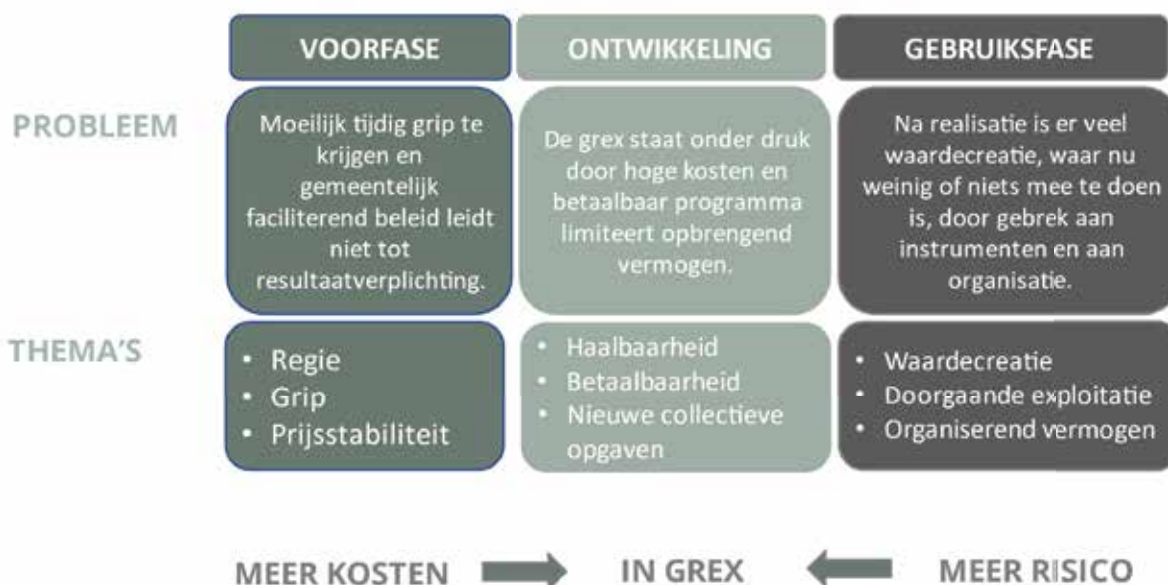 VOORFASE
ONTWIKKELING
GEBRUIKSFASE
PROBLEEM
Moeilijk tijdig grip te
krijgen en
gemeentelijk
faciliterend beleid leidt
niet tot
resultaatverplichting.
De grex staat onder druk
door hoge kosten en
betaalbaar programma
limiteert opbrengend
vermogen.
Na realisatie is er veel
waardecreatie, waar nu
weinig of niets mee te doen
is, door gebrek aan
instrumenten en aan
organisatie.
THEMA'S
• Regie
• Grip
• Prijsstabiliteit
• Haalbaarheid
• Betaalbaarheid
• Nieuwe collectieve
opgaven
• Waardecreatie
• Doorgaande exploitatie
• Organiserend vermogen
MEER KOSTEN
IN GREX
MEER RISICO